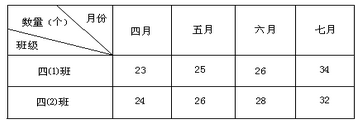 数量（个） 月份 班级 四月 五月 六月 七月
四(1)班 23 25 26 34
四(2)班 24 26 28 32